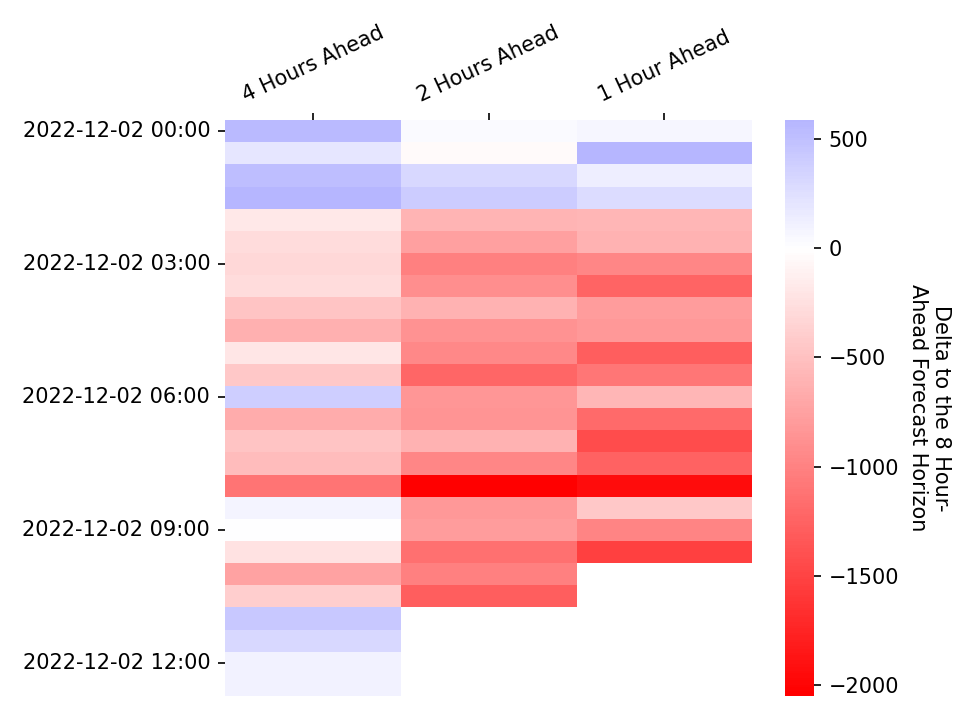 4 Hours Ahead
2 Hours Ahead
1 Hour Ahead
2022-12-02 00:00
2022-12-02 03:00
2022-12-02 06:00
2022-12-02 09:00
2022-12-02 12:00
500
0
−500
−1000
−1500
−2000
Delta to the 8 Hour-
Ahead Forecast Horizon